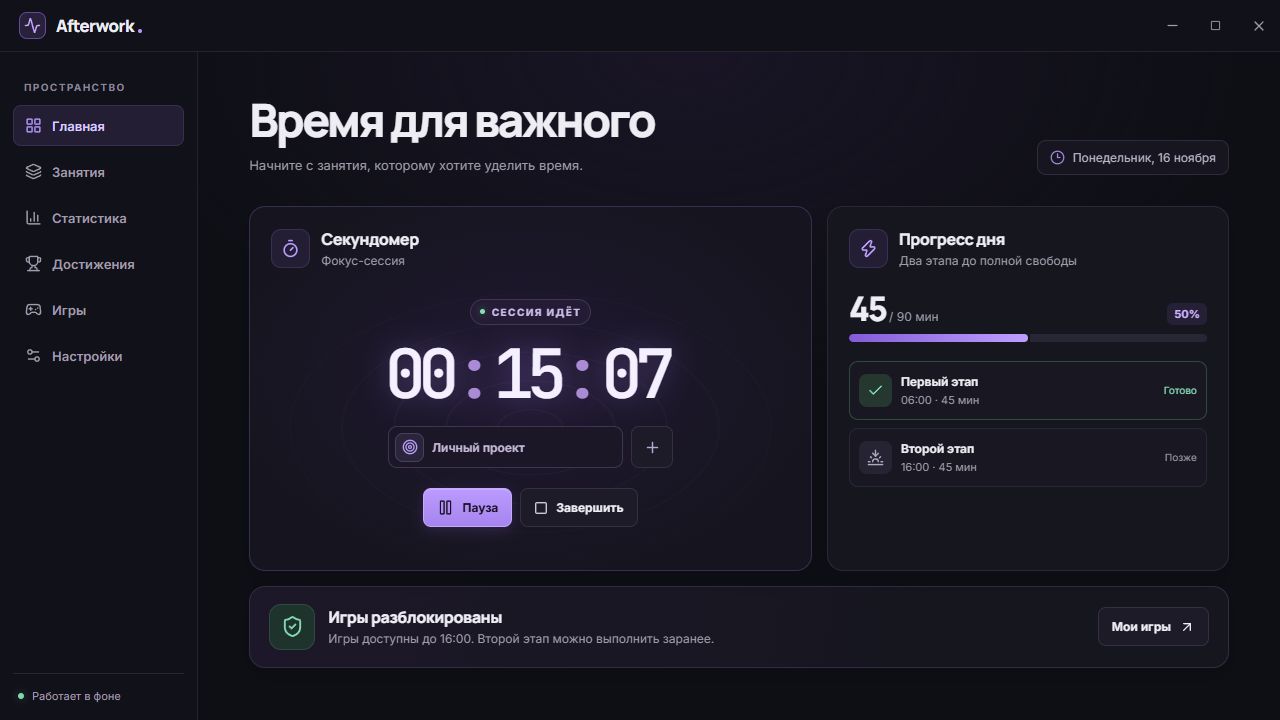 Afterwork.
ПРОСТРАНСТВО
Главная
Занятия
Статистика
Достижения
Игры
Настройки
Работает в фоне
Время для важного
Начните с занятия, которому хотите уделить время.
Понедельник, 16 ноября
Секундомер
Фокус-сессия
СЕССИЯ ИДЁТ
00:15:07
Личный проект
Пауза
Завершить
Прогресс дня
Два этапа до полной свободы
45 / 90 мин
50%
Первый этап
06:00 · 45 мин
Готово
Второй этап
16:00 · 45 мин
Позже
Игры разблокированы
Игры доступны до 16:00. Второй этап можно выполнить заранее.
Мои игры